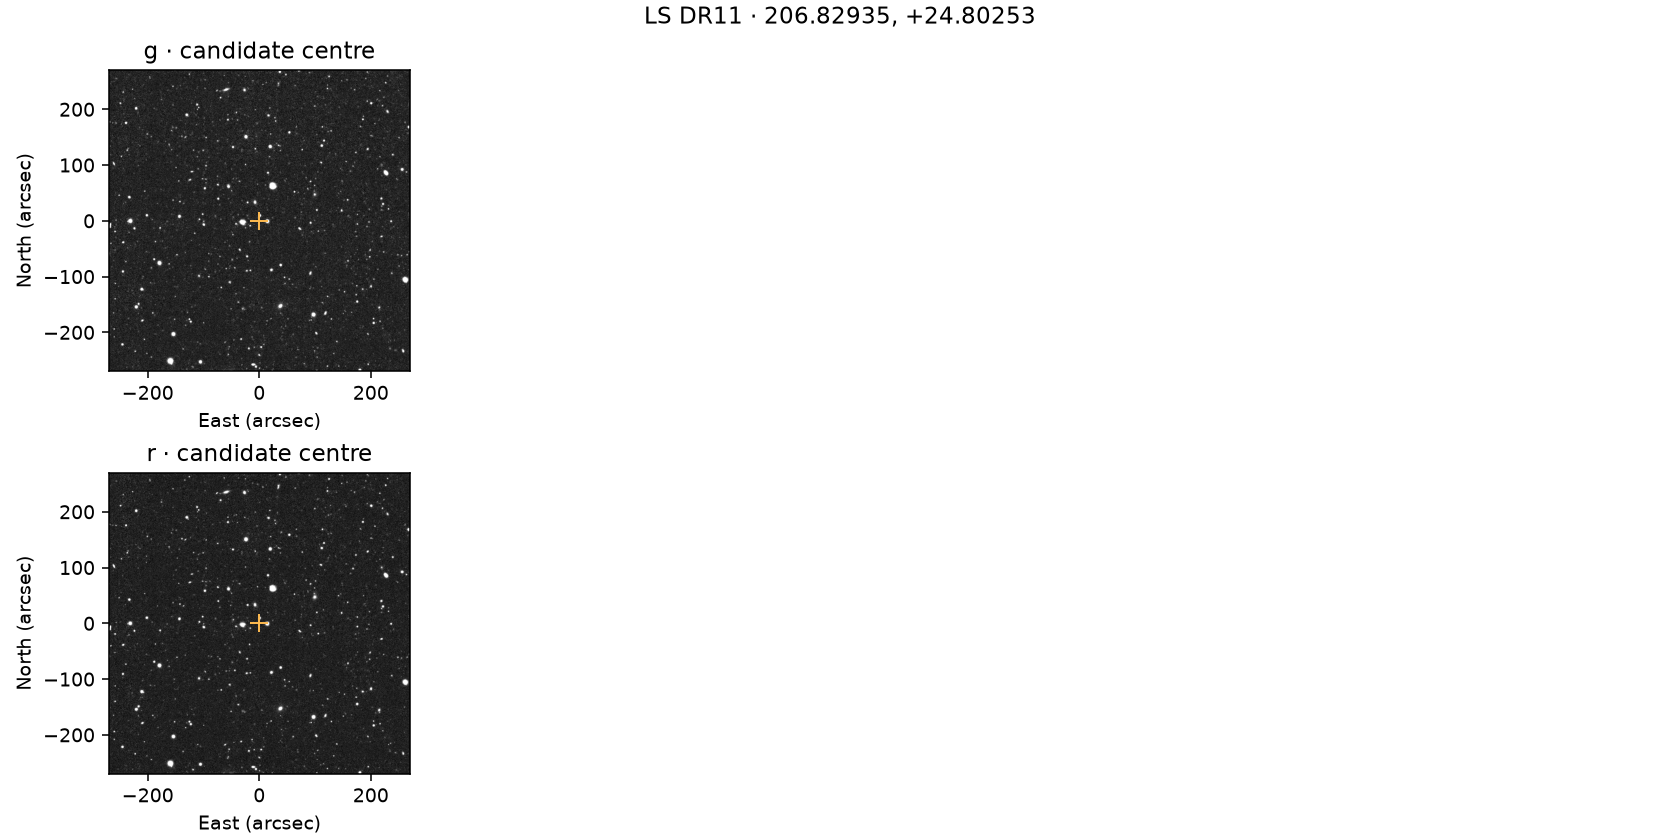 LS DR11 · 206.82935, +24.80253
g · candidate centre
200
100
0
−100
−200
North (arcsec)
−200 0 200
East (arcsec)
r · candidate centre
200
100
0
−100
−200
North (arcsec)
−200 0 200
East (arcsec)